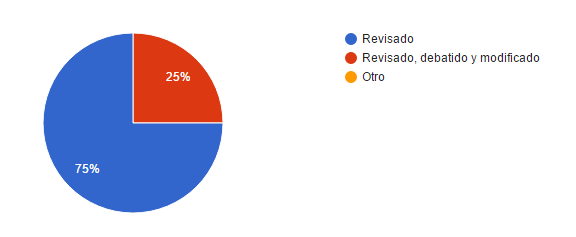 Revisado
Revisado, debatido y modificado
Otro
25%
75%